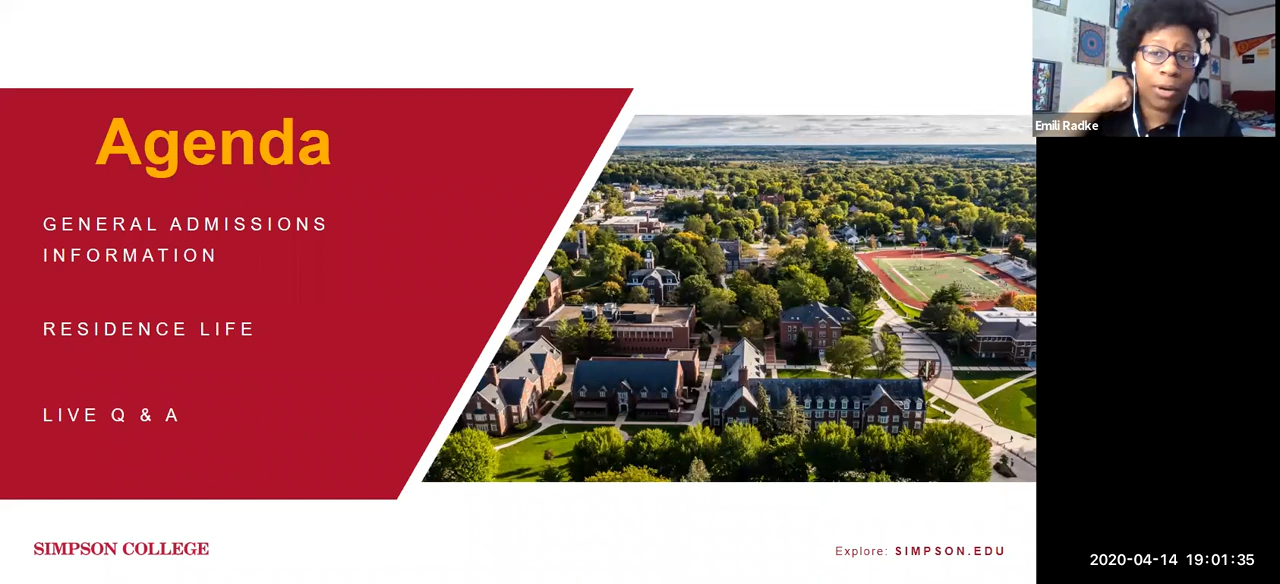 Agenda
GENERAL ADMISSIONS
INFORMATION
RESIDENCE LIFE
LIVE Q & A
SIMPSON COLLEGE
Explore: SIMPSON.EDU
Emili Radke
2020-04-14 19:01:35